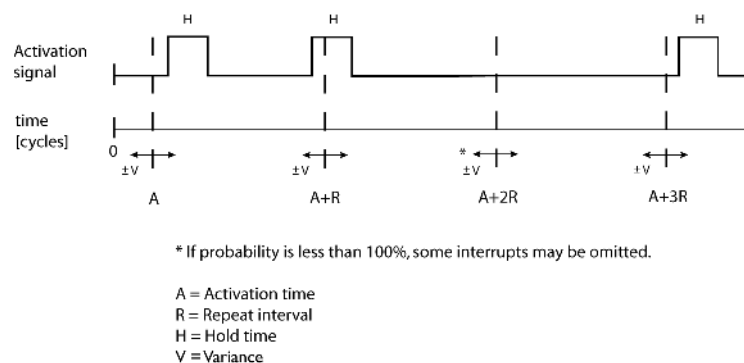 H H H
Activation
signal
time
[cycles]
0 *
±V ±V ±V ±V
A A+R A+2R A+3R
* If probability is less than 100%, some interrupts may be omitted.
A = Activation time
R = Repeat interval
H = Hold time
V = Variance